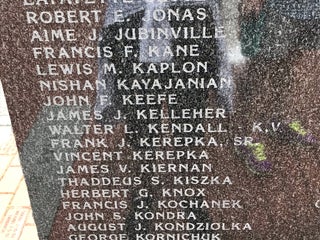 LAFAYETTE
ROBERT E. JONAS
AIME J. JUBINVILLE
FRANCIS F. KANE
LEWIS M. KAPLON
NISHAN KAYAJANIAN
JOHN F. KEEFE
JAMES J. KELLEHER
WALTER L. KENDALL K.V.
FRANK J. KEREPKA, SR.
VINCENT KEREPKA
JAMES V. KIERNAN
THADDEUS S. KISZKA
HERBERT G. KNOX
FRANCIS J. KOCHANEK
JOHN S. KONDRA
AUGUST J. KONDZIOLKA
GEORGE KORNICHUK